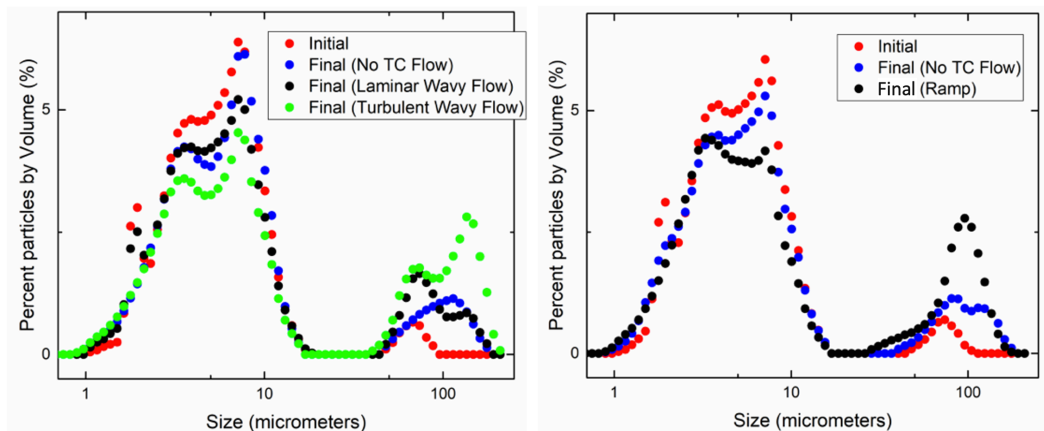 Percent particles by Volume (%)
5
0
Initial
Final (No TC Flow)
Final (Laminar Wavy Flow)
Final (Turbulent Wavy Flow)
1
10
100
Size (micrometers)
Percent particles by Volume (%)
5
0
Initial
Final (No TC Flow)
Final (Ramp)
1
10
100
Size (micrometers)